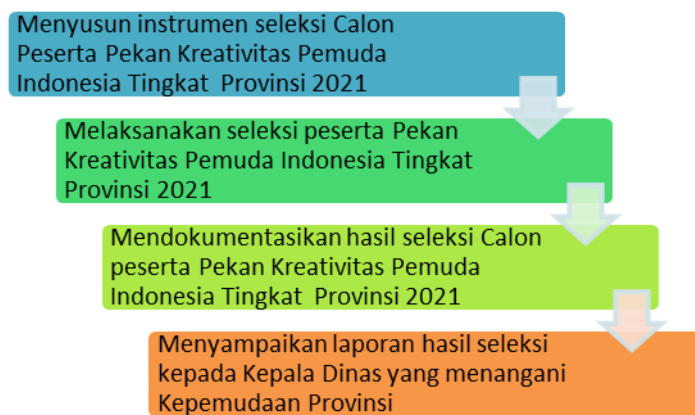 Menyusun instrumen seleksi Calon
Peserta Pekan Kreativitas Pemuda
Indonesia Tingkat Provinsi 2021
Melaksanakan seleksi peserta Pekan
Kreativitas Pemuda Indonesia Tingkat
Provinsi 2021
Mendokumentasikan hasil seleksi Calon
peserta Pekan Kreativitas Pemuda
Indonesia Tingkat Provinsi 2021
Menyampaikan laporan hasil seleksi
kepada Kepala Dinas yang menangani
Kepemudaan Provinsi